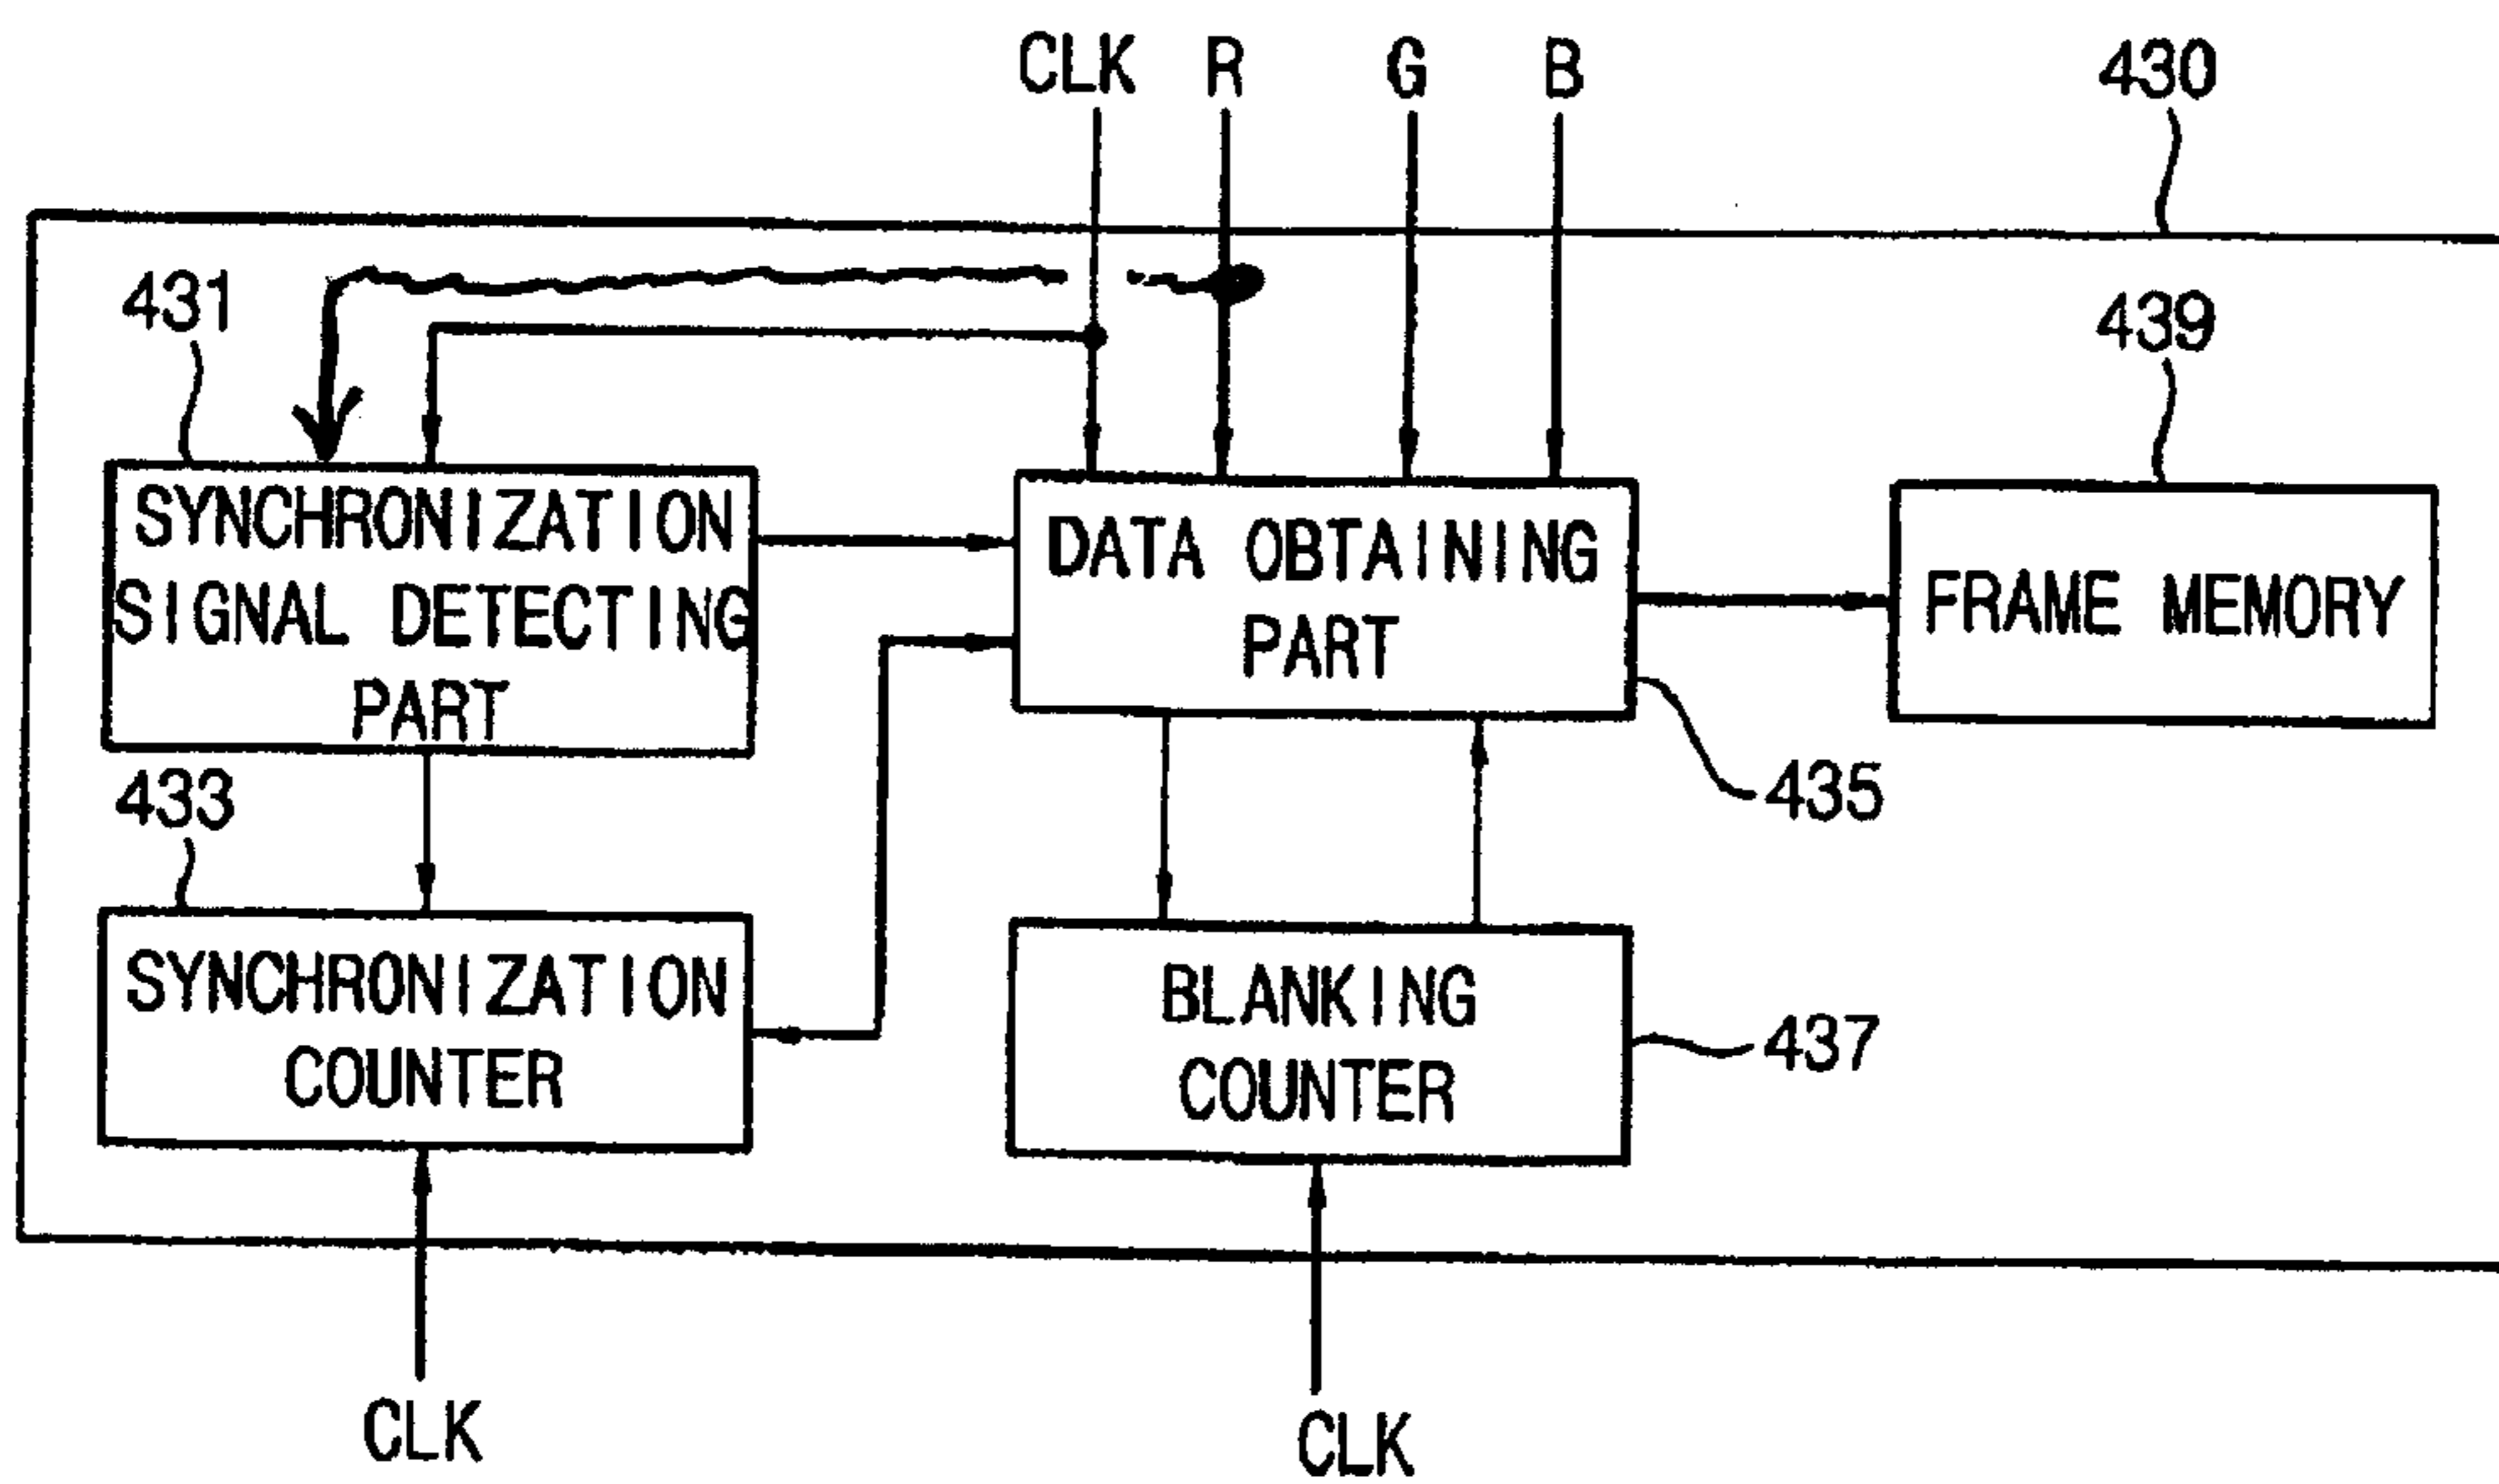 CLK R G B
430
431
439
SYNCHRONIZATION
SIGNAL DETECTING
PART
DATA OBTAINING
PART
FRAME MEMORY
433
435
SYNCHRONIZATION
COUNTER
BLANKING
COUNTER
437
CLK
CLK